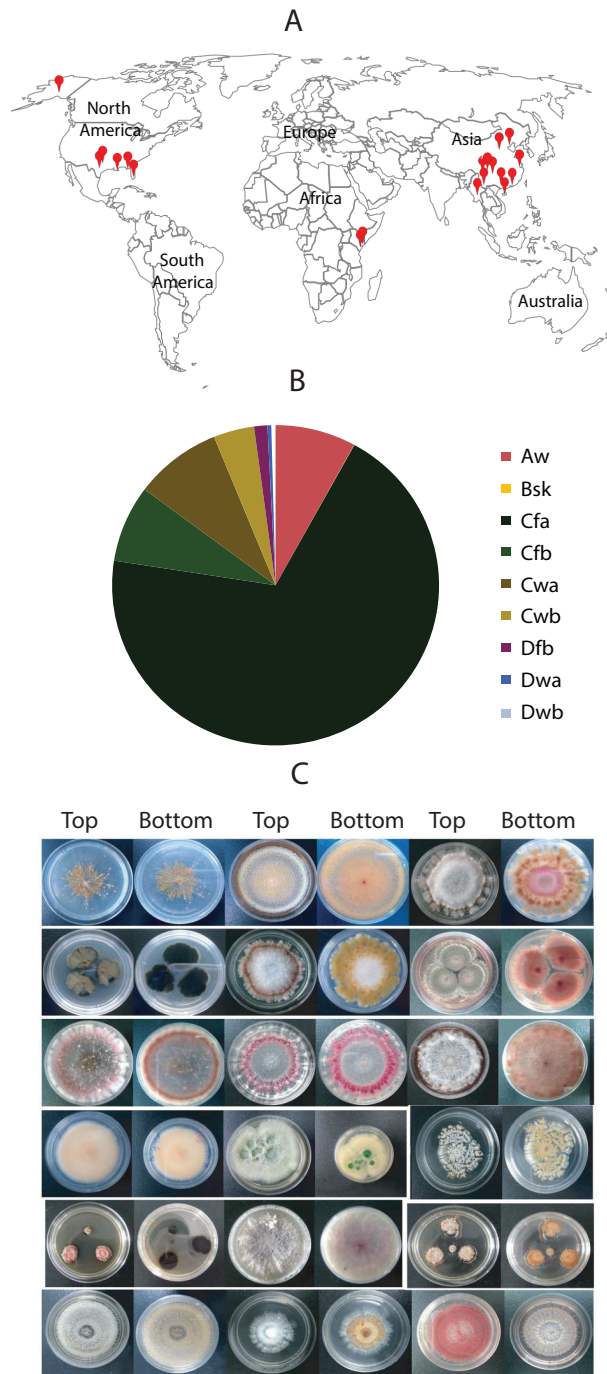 A
North
America
Europe
Asia
Africa
South
America
Australia
B
Aw
Bsk
Cfa
Cfb
Cwa
Cwb
Dfb
Dwa
Dwb
C
Top Bottom Top Bottom Top Bottom